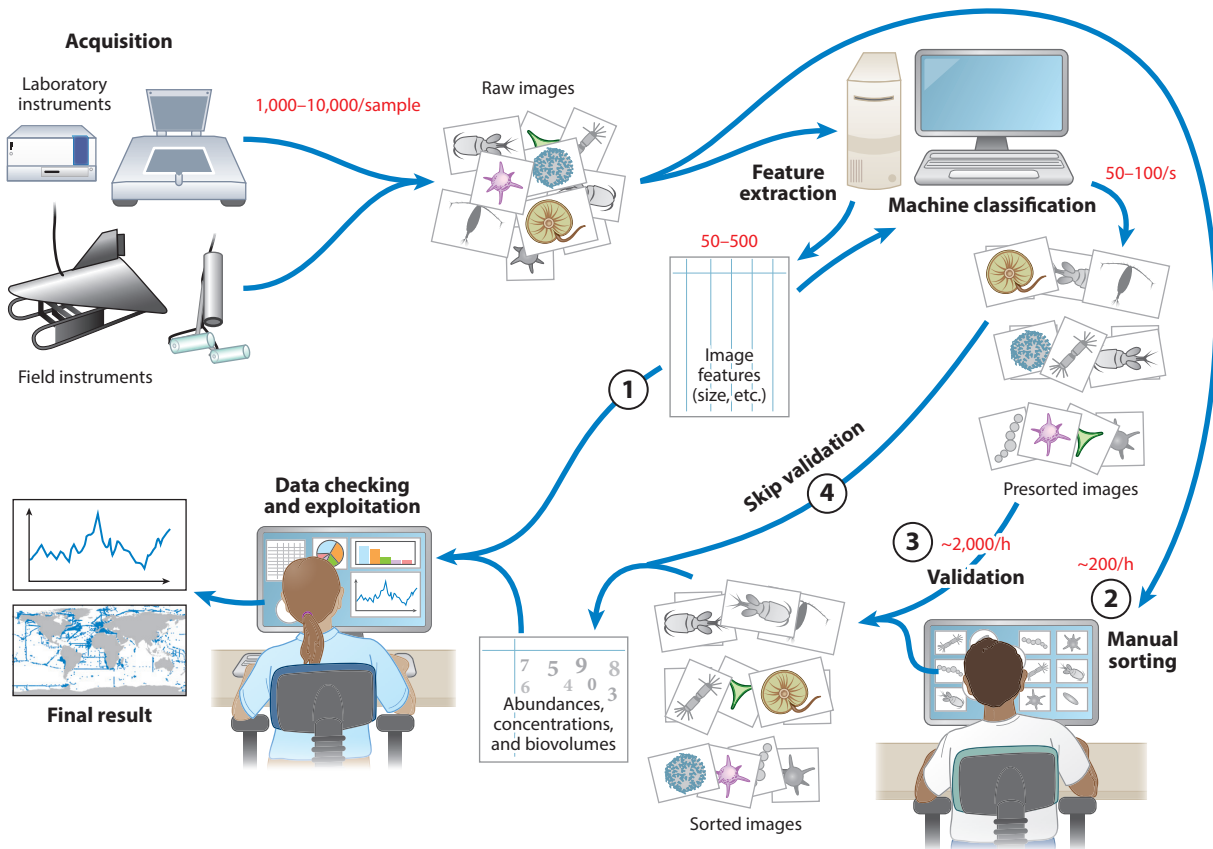 Acquisition
Laboratory
instruments
1,000–10,000/sample
Raw images
Field instruments
Feature
extraction
Machine classification
50–100/s
50–500
Image
features
(size, etc.)
1
Skip validation
4
Presorted images
3
~2,000/h
Validation
~200/h
2
Manual
sorting
Data checking
and exploitation
Final result
7 5 9 8
6 4 0 3
Abundances,
concentrations,
and biovolumes
Sorted images